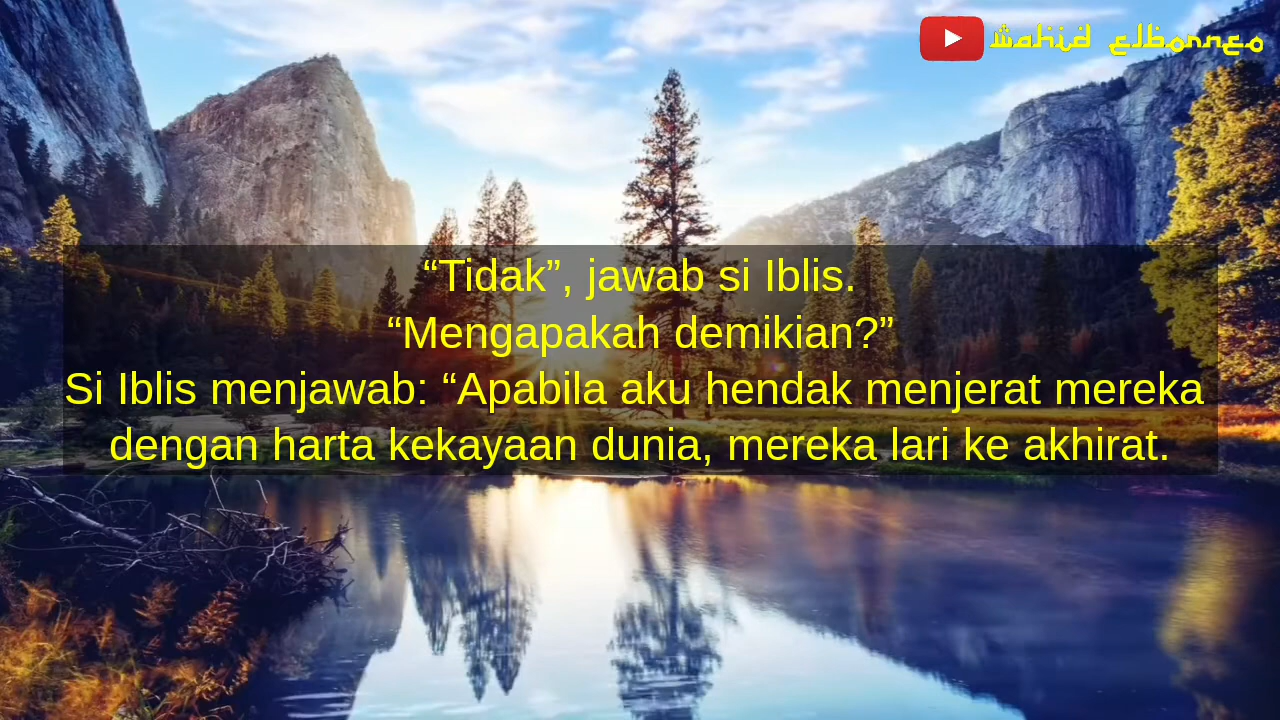 Wahid elborneo
“Tidak”, jawab si Iblis.
“Mengapakah demikian?”
Si Iblis menjawab: “Apabila aku hendak menjerat mereka
dengan harta kekayaan dunia, mereka lari ke akhirat.